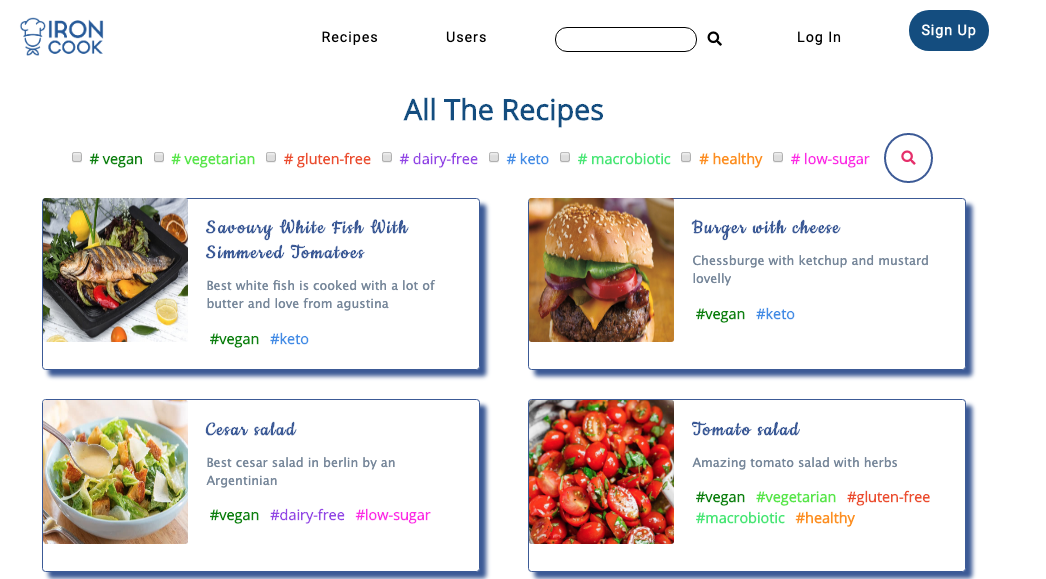 IRON
COOK
Recipes
Users
Log In
Sign Up
All The Recipes
# vegan # vegetarian # gluten-free # dairy-free # keto # macrobiotic # healthy # low-sugar
Savoury White Fish With
Simmered Tomatoes
Best white fish is cooked with a lot of
butter and love from agustina
#vegan #keto
Burger with cheese
Chessburge with ketchup and mustard
lovelly
#vegan #keto
Cesar salad
Best cesar salad in berlin by an
Argentinian
#vegan #dairy-free #low-sugar
Tomato salad
Amazing tomato salad with herbs
#vegan #vegetarian #gluten-free
#macrobiotic #healthy